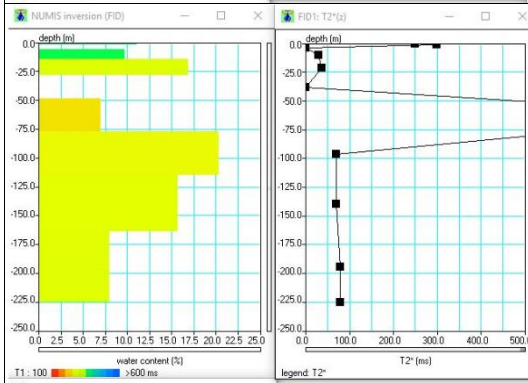 NUMIS inversion (FID)
depth [m]
0.0
-25.0
-50.0
-75.0
-100.0
-125.0
-150.0
-175.0
-200.0
-225.0
-250.0
0.0 2.5 5.0 7.5 10.0 12.5 15.0 17.5 20.0 22.5 25.0
water content (%)
T1 : 100 >600 ms
FID1: T2*(z)
depth [m]
0.0
-25.0
-50.0
-75.0
-100.0
-125.0
-150.0
-175.0
-200.0
-225.0
-250.0
0.0 100.0 200.0 300.0 400.0 500.0
T2* (ms)
legend: T2*